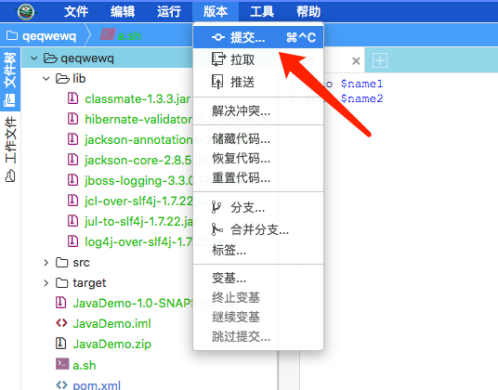 文件 编辑 运行 版本 工具 帮助
qeqwewq a.sh
提交... ⌘^C
拉取
推送
解决冲突...
储藏代码...
恢复代码...
重置代码...
分支...
合并分支...
标签...
变基...
终止变基
继续变基
跳过提交...
文件树
工作文件
qeqwewq
lib
classmate-1.3.3.jar
hibernate-validator
jackson-annotation
jackson-core-2.8.5
jboss-logging-3.3.0
jcl-over-slf4j-1.7.22
jul-to-slf4j-1.7.22.ja
log4j-over-slf4j-1.7.22
src
target
JavaDemo-1.0-SNAPS
JavaDemo.iml
JavaDemo.zip
a.sh
pom.xml
o $name1
$name2